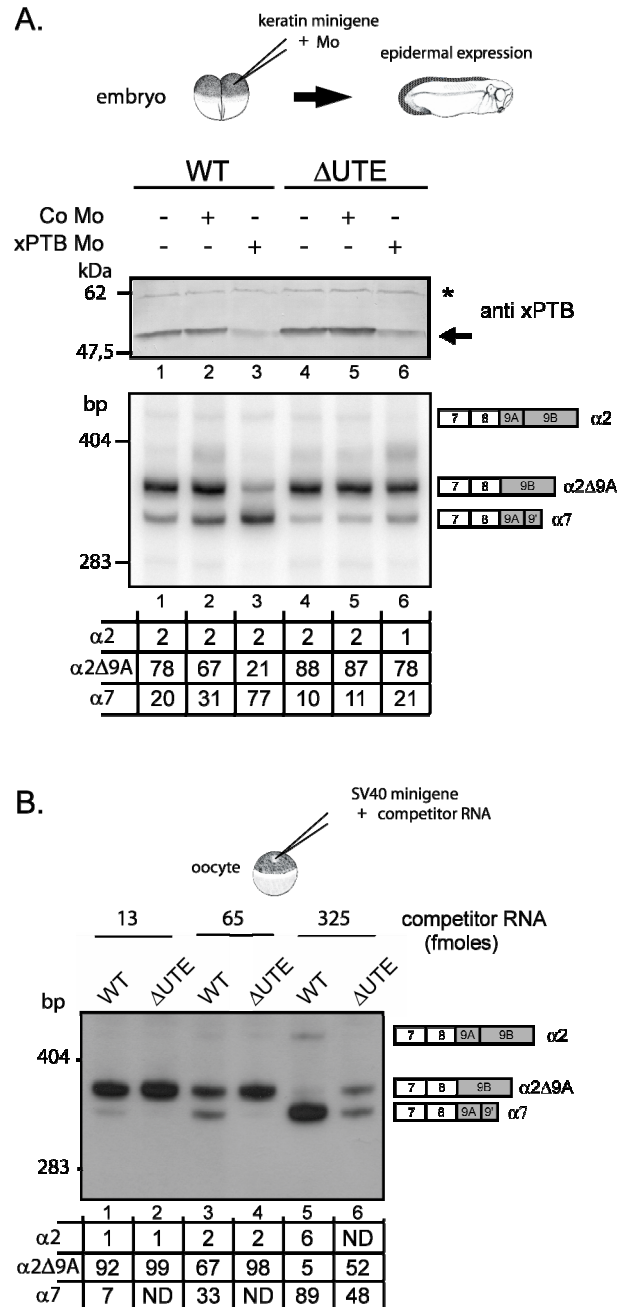 A.
keratin minigene
+ Mo
epidermal expression
embryo
WT ΔUTE
Co Mo - + - - + -
xPTB Mo - - + - - +
kDa
62
* anti xPTB
47,5
1 2 3 4 5 6
bp
7 8 9A 9B α2
404
7 8 9B α2Δ9A
7 8 9A 9' α7
283
1 2 3 4 5 6
α2 2 2 2 2 2 1
α2Δ9A 78 67 21 88 87 78
α7 20 31 77 10 11 21
B.
SV40 minigene
+ competitor RNA
oocyte
13 65 325 competitor RNA
(fmoles)
WT ΔUTE WT ΔUTE WT ΔUTE
bp
7 8 9A 9B α2
404
7 8 9B α2Δ9A
7 8 9A 9' α7
283
1 2 3 4 5 6
α2 1 1 2 2 6 ND
α2Δ9A 92 99 67 98 5 52
α7 7 ND 33 ND 89 48